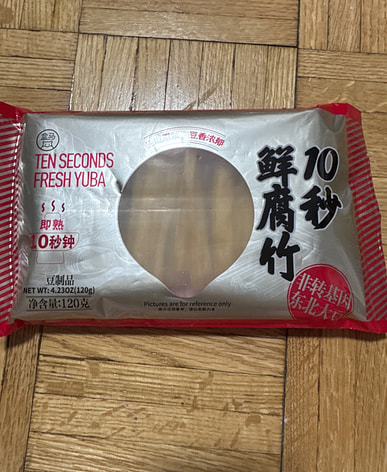 豆香浓郁
TEN SECONDS
FRESH YUBA
即熟
10秒钟
豆制品
NET WT: 4.23OZ(120g)
净含量:120克
10秒
鲜腐竹
非转基因
东北大豆
Pictures are for reference only